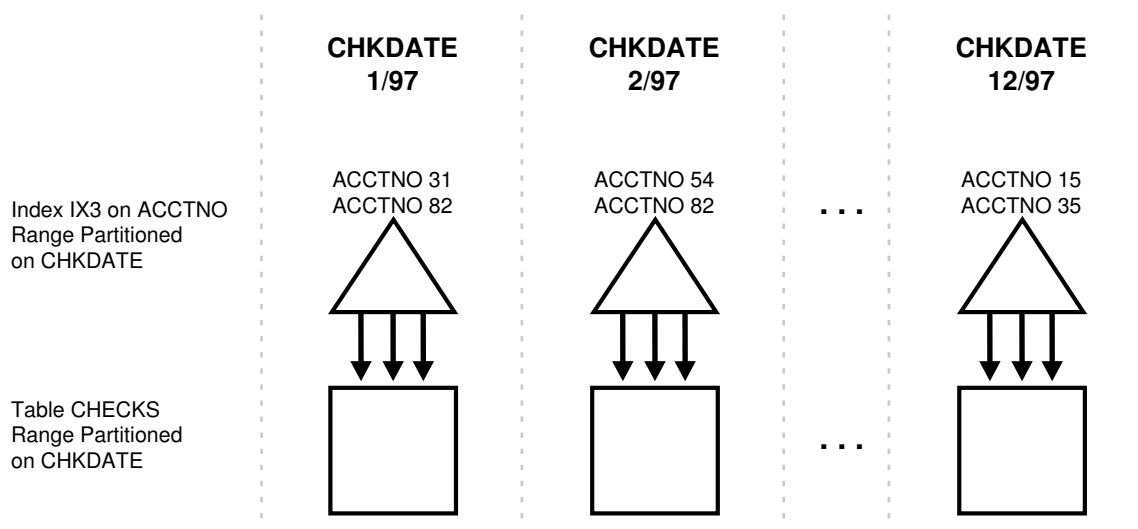 CHKDATE
1/97
CHKDATE
2/97
CHKDATE
12/97
Index IX3 on ACCTNO
Range Partitioned
on CHKDATE
ACCTNO 31
ACCTNO 82
ACCTNO 54
ACCTNO 82
. . .
ACCTNO 15
ACCTNO 35
Table CHECKS
Range Partitioned
on CHKDATE
. . .